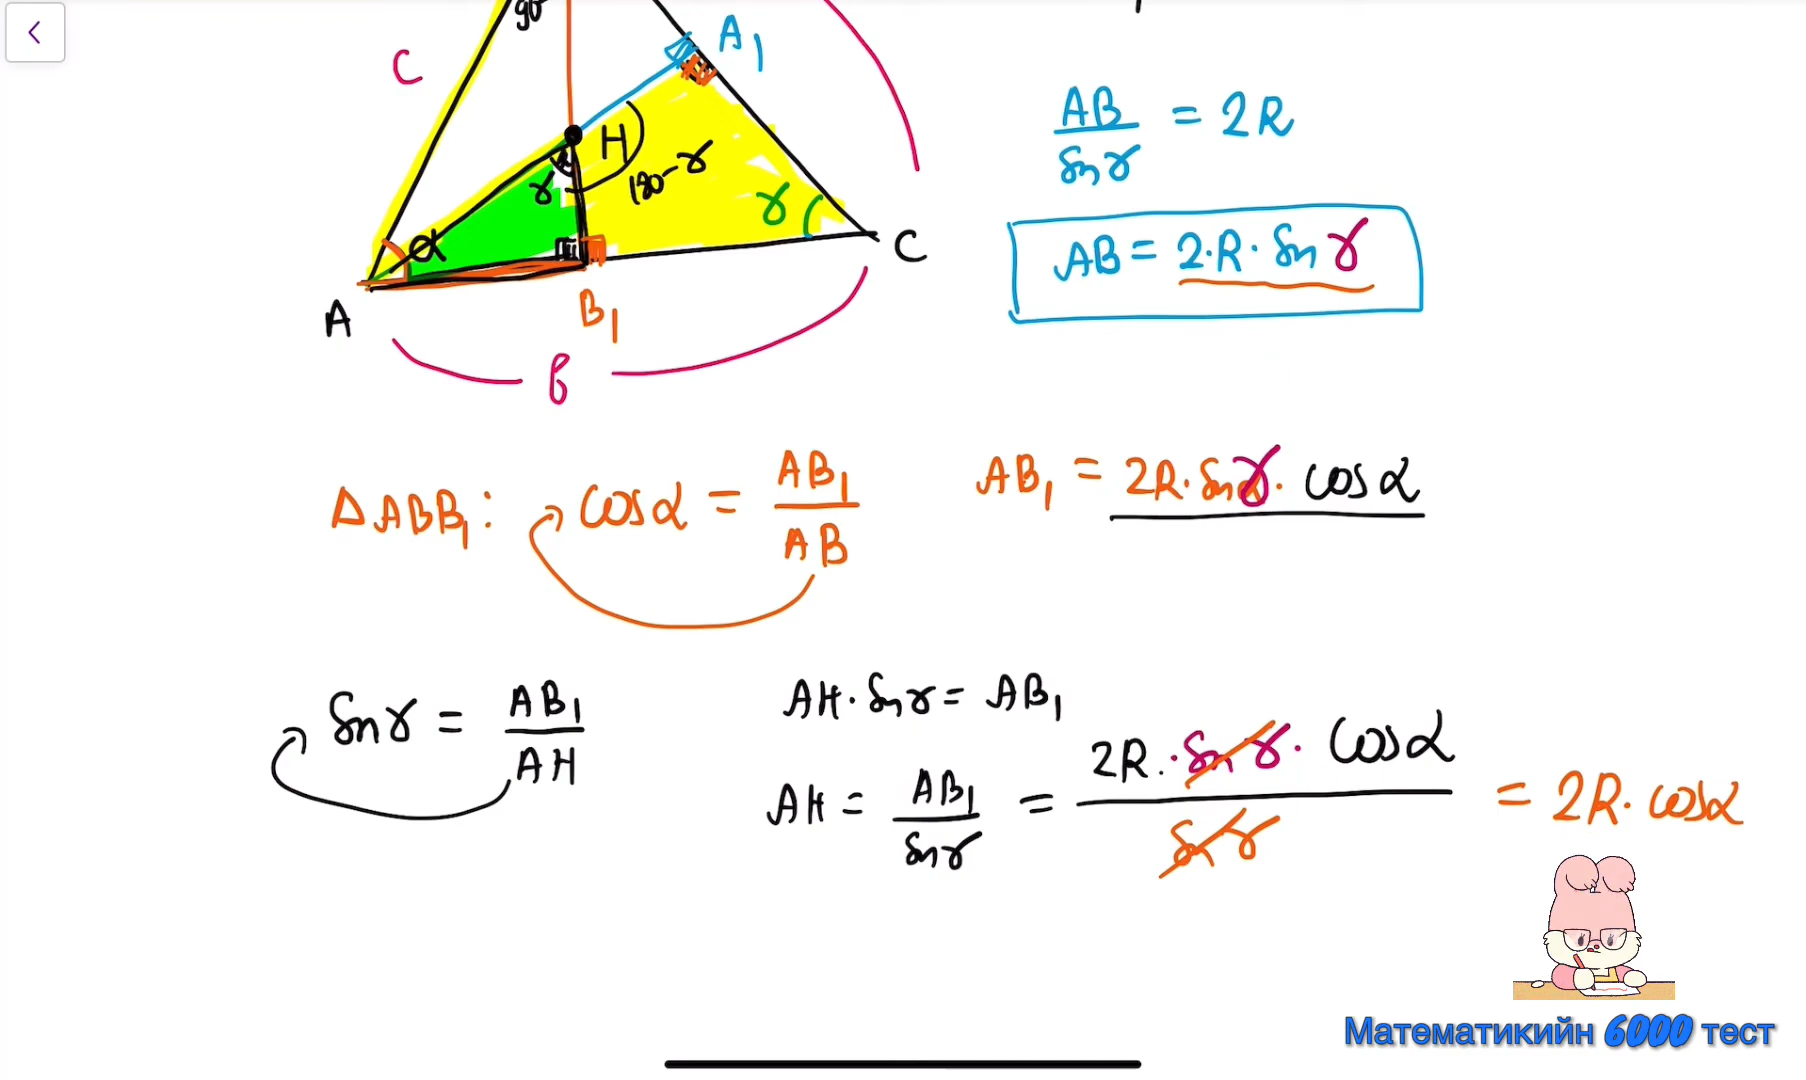 90
A1
C
H
180-γ
γ
γ
α
C
A
B1
B
AB/sinγ = 2R
AB = 2·R·sinγ
ΔABB1: cosα = AB1/AB
AB1 = 2R·sinγ·cosα
sinγ = AB1/AH
AH·sinγ = AB1
AH = AB1/sinγ = 2R·sinγ·cosα/sinγ = 2R·cosα
Математикийн 6000 тест